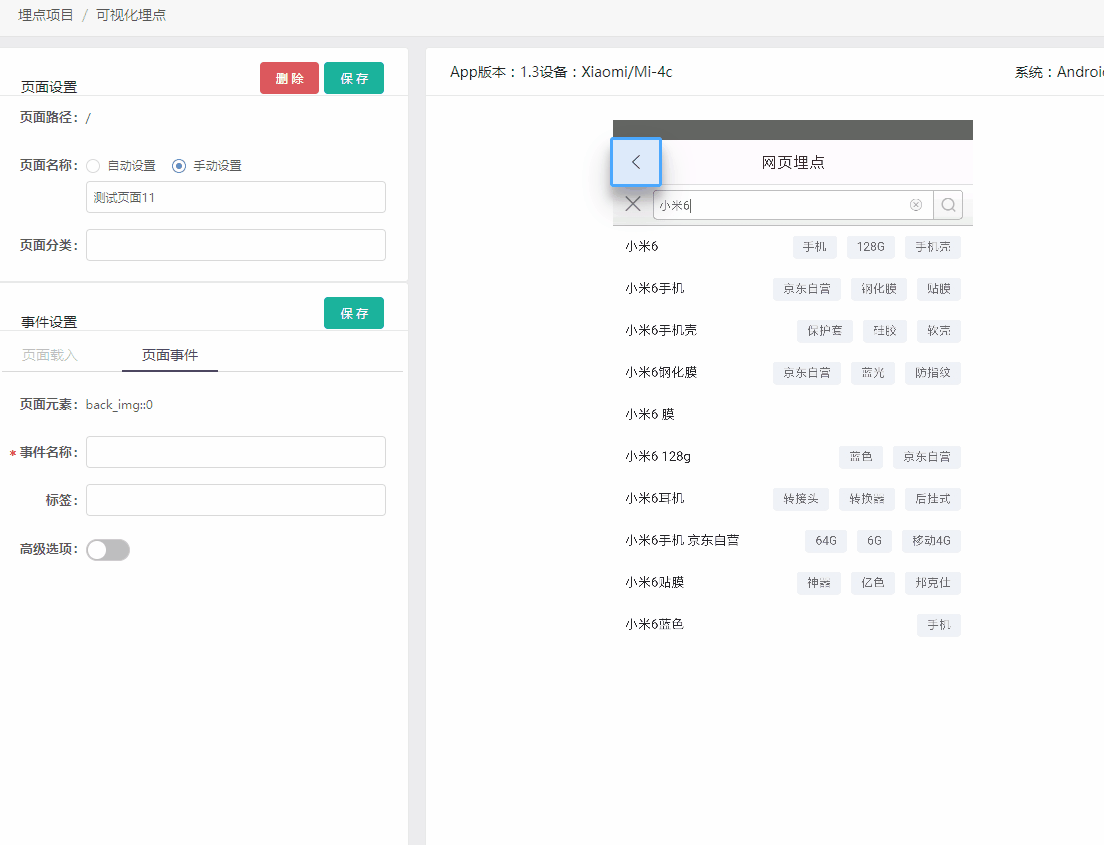 埋点项目 / 可视化埋点
页面设置
删除
保存
页面路径: /
页面名称:
自动设置
手动设置
测试页面11
页面分类:
事件设置
保存
页面载入
页面事件
页面元素: back_img::0
* 事件名称:
标签:
高级选项:
App版本：1.3设备：Xiaomi/Mi-4c
系统：Androi
网页埋点
小米6
小米6 手机 128G 手机壳
小米6手机 京东自营 钢化膜 贴膜
小米6手机壳 保护套 硅胶 软壳
小米6钢化膜 京东自营 蓝光 防指纹
小米6 膜
小米6 128g 蓝色 京东自营
小米6耳机 转接头 转换器 后挂式
小米6手机 京东自营 64G 6G 移动4G
小米6贴膜 神器 亿色 邦克仕
小米6蓝色 手机